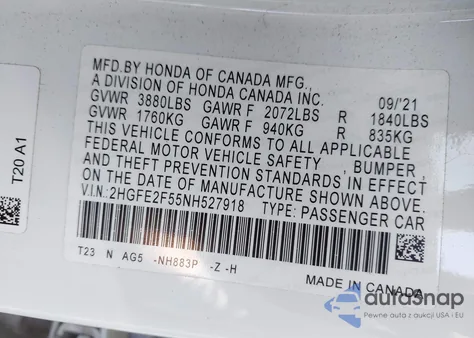 MFD.BY HONDA OF CANADA MFG.,
A DIVISION OF HONDA CANADA INC. 09/'21
GVWR 3880LBS GAWR F 2072LBS R 1840LBS
GVWR 1760KG GAWR F 940KG R 835KG
THIS VEHICLE CONFORMS TO ALL APPLICABLE
FEDERAL MOTOR VEHICLE SAFETY , BUMPER ,
AND THEFT PREVENTION STANDARDS IN EFFECT
ON THE DATE OF MANUFACTURE SHOWN ABOVE.
V.I.N: 2HGFE2F55NH527918 TYPE: PASSENGER CAR
T23 N AG5 -NH883P -Z -H
MADE IN CANADA
T20 A1
autosnap
Pewne auta z aukcji USA i EU